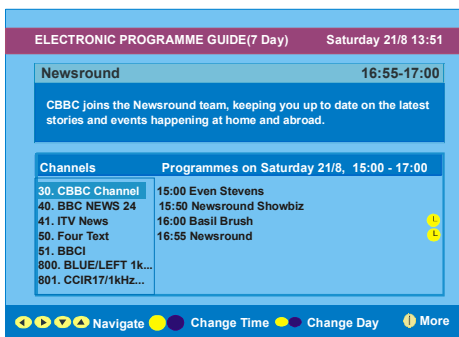 ELECTRONIC PROGRAMME GUIDE(7 Day) Saturday 21/8 13:51
Newsround 16:55-17:00
CBBC joins the Newsround team, keeping you up to date on the latest
stories and events happening at home and abroad.
Channels Programmes on Saturday 21/8, 15:00 - 17:00
30. CBBC Channel 15:00 Even Stevens
40. BBC NEWS 24 15:50 Newsround Showbiz
41. ITV News 16:00 Basil Brush
50. Four Text 16:55 Newsround
51. BBCI
800. BLUE/LEFT 1k...
801. CCIR17/1kHz...
Navigate Change Time Change Day More